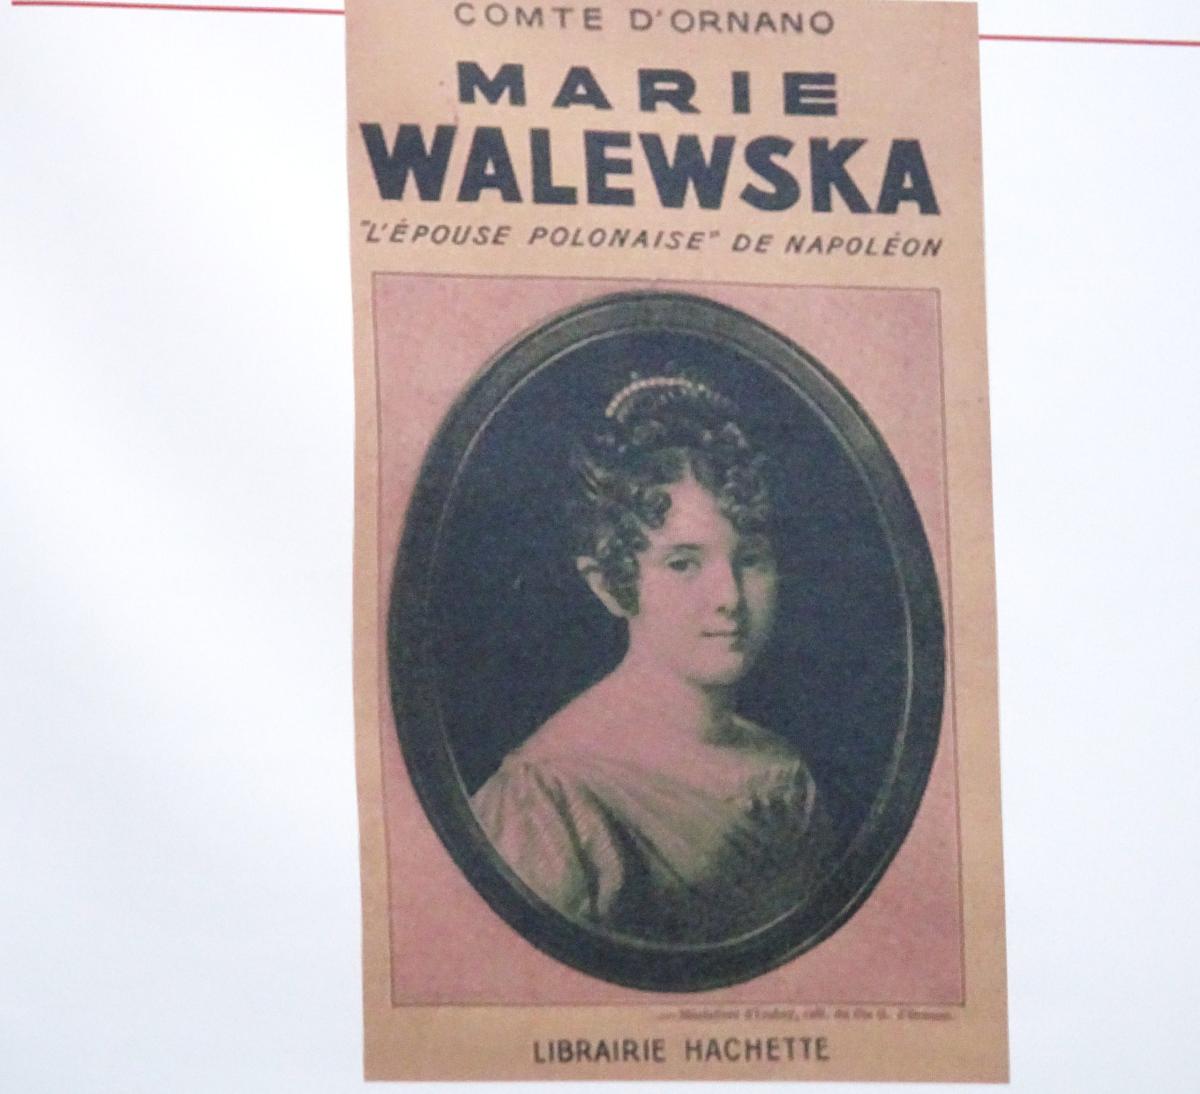 COMTE D'ORNANO
MARIE
WALEWSKA
"L'ÉPOUSE POLONAISE" DE NAPOLÉON
LIBRAIRIE HACHETTE